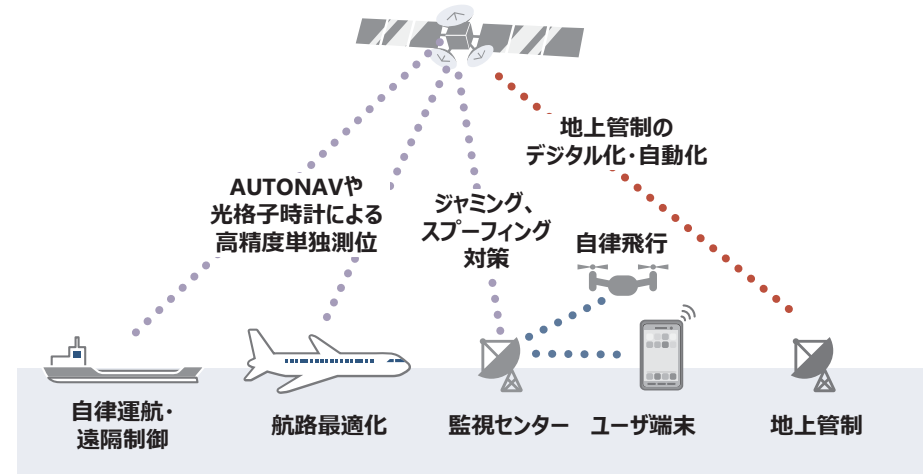 地上管制の
デジタル化・自動化
AUTONAVや
光格子時計による
高精度単独測位
ジャミング、
スプーフィング
対策
自律飛行
自律運航・
遠隔制御
航路最適化
監視センター
ユーザ端末
地上管制